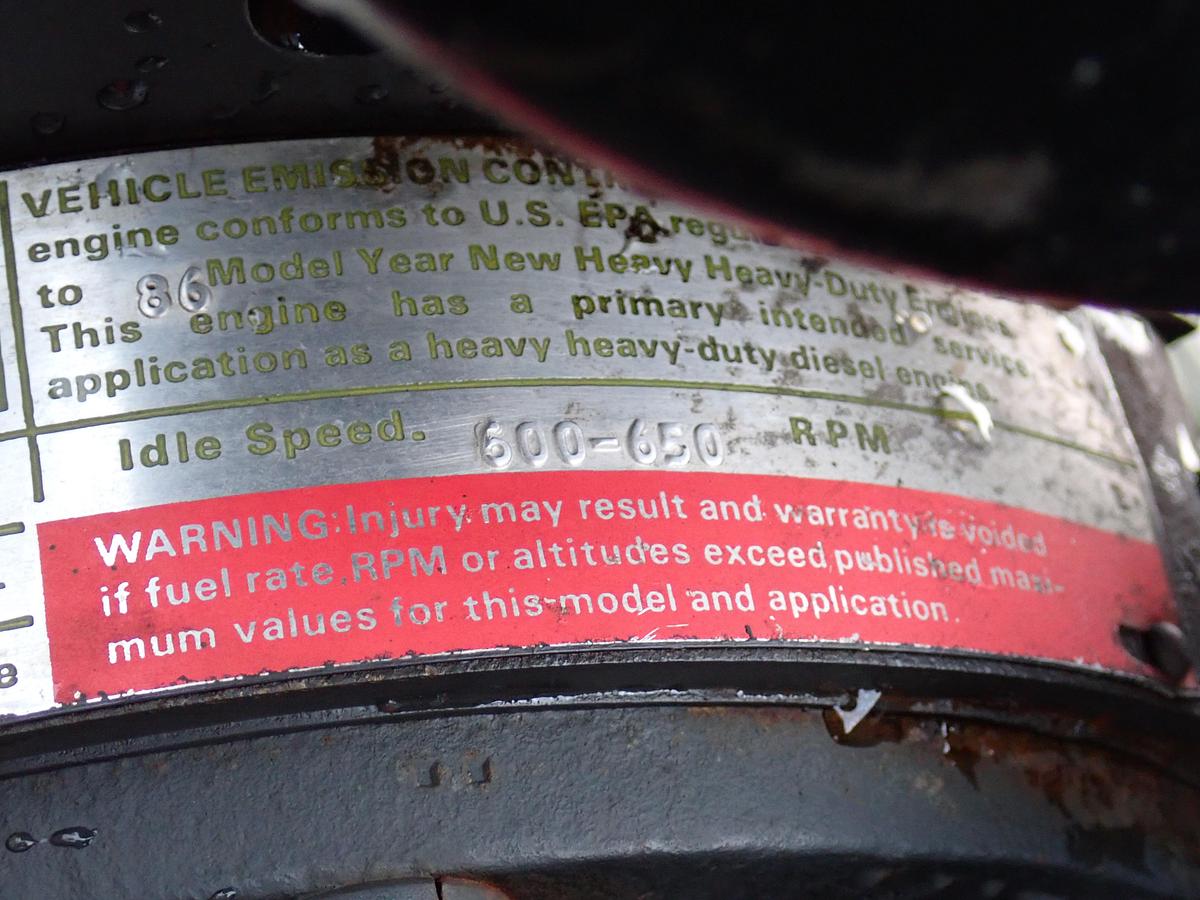 VEHICLE EMISSION
engine conforms to U.S. EPA
to 86 Model Year New Heavy Heavy-Duty Engines
This engine has a primary intended service
application as a heavy heavy-duty diesel engine.
Idle Speed. 600-650 RPM
WARNING: Injury may result and warranty is voided
if fuel rate, RPM or altitudes exceed published maxi-
mum values for this model and application.